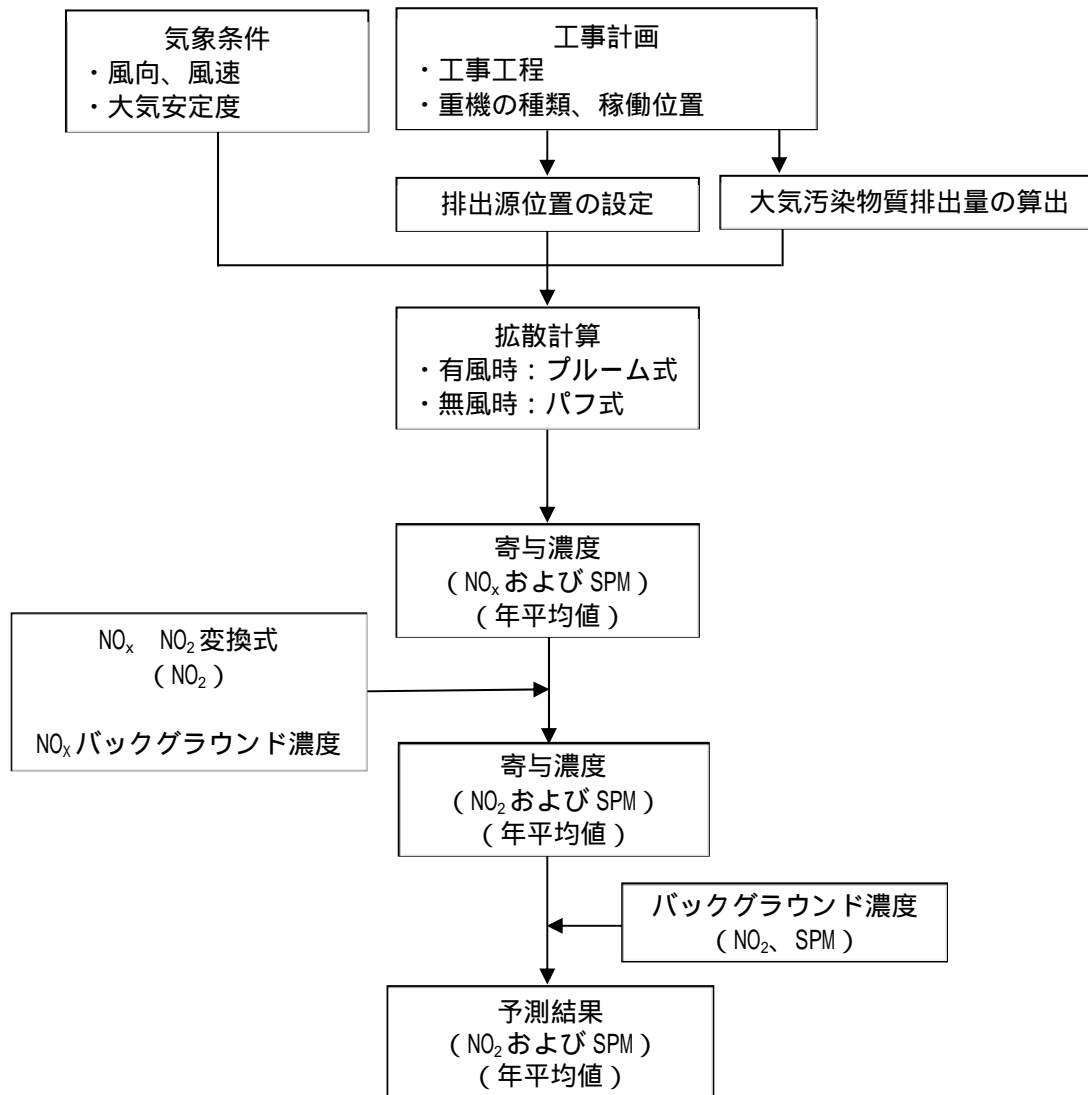 気象条件
・風向、風速
・大気安定度
工事計画
・工事工程
・重機の種類、稼働位置
排出源位置の設定
大気汚染物質排出量の算出
拡散計算
・有風時：プルーム式
・無風時：パフ式
寄与濃度
（NOxおよびSPM）
（年平均値）
NOx　NO2変換式
（NO2）
NOXバックグラウンド濃度
寄与濃度
（NO2およびSPM）
（年平均値）
バックグラウンド濃度
（NO2、SPM）
予測結果
（NO2およびSPM）
（年平均値）